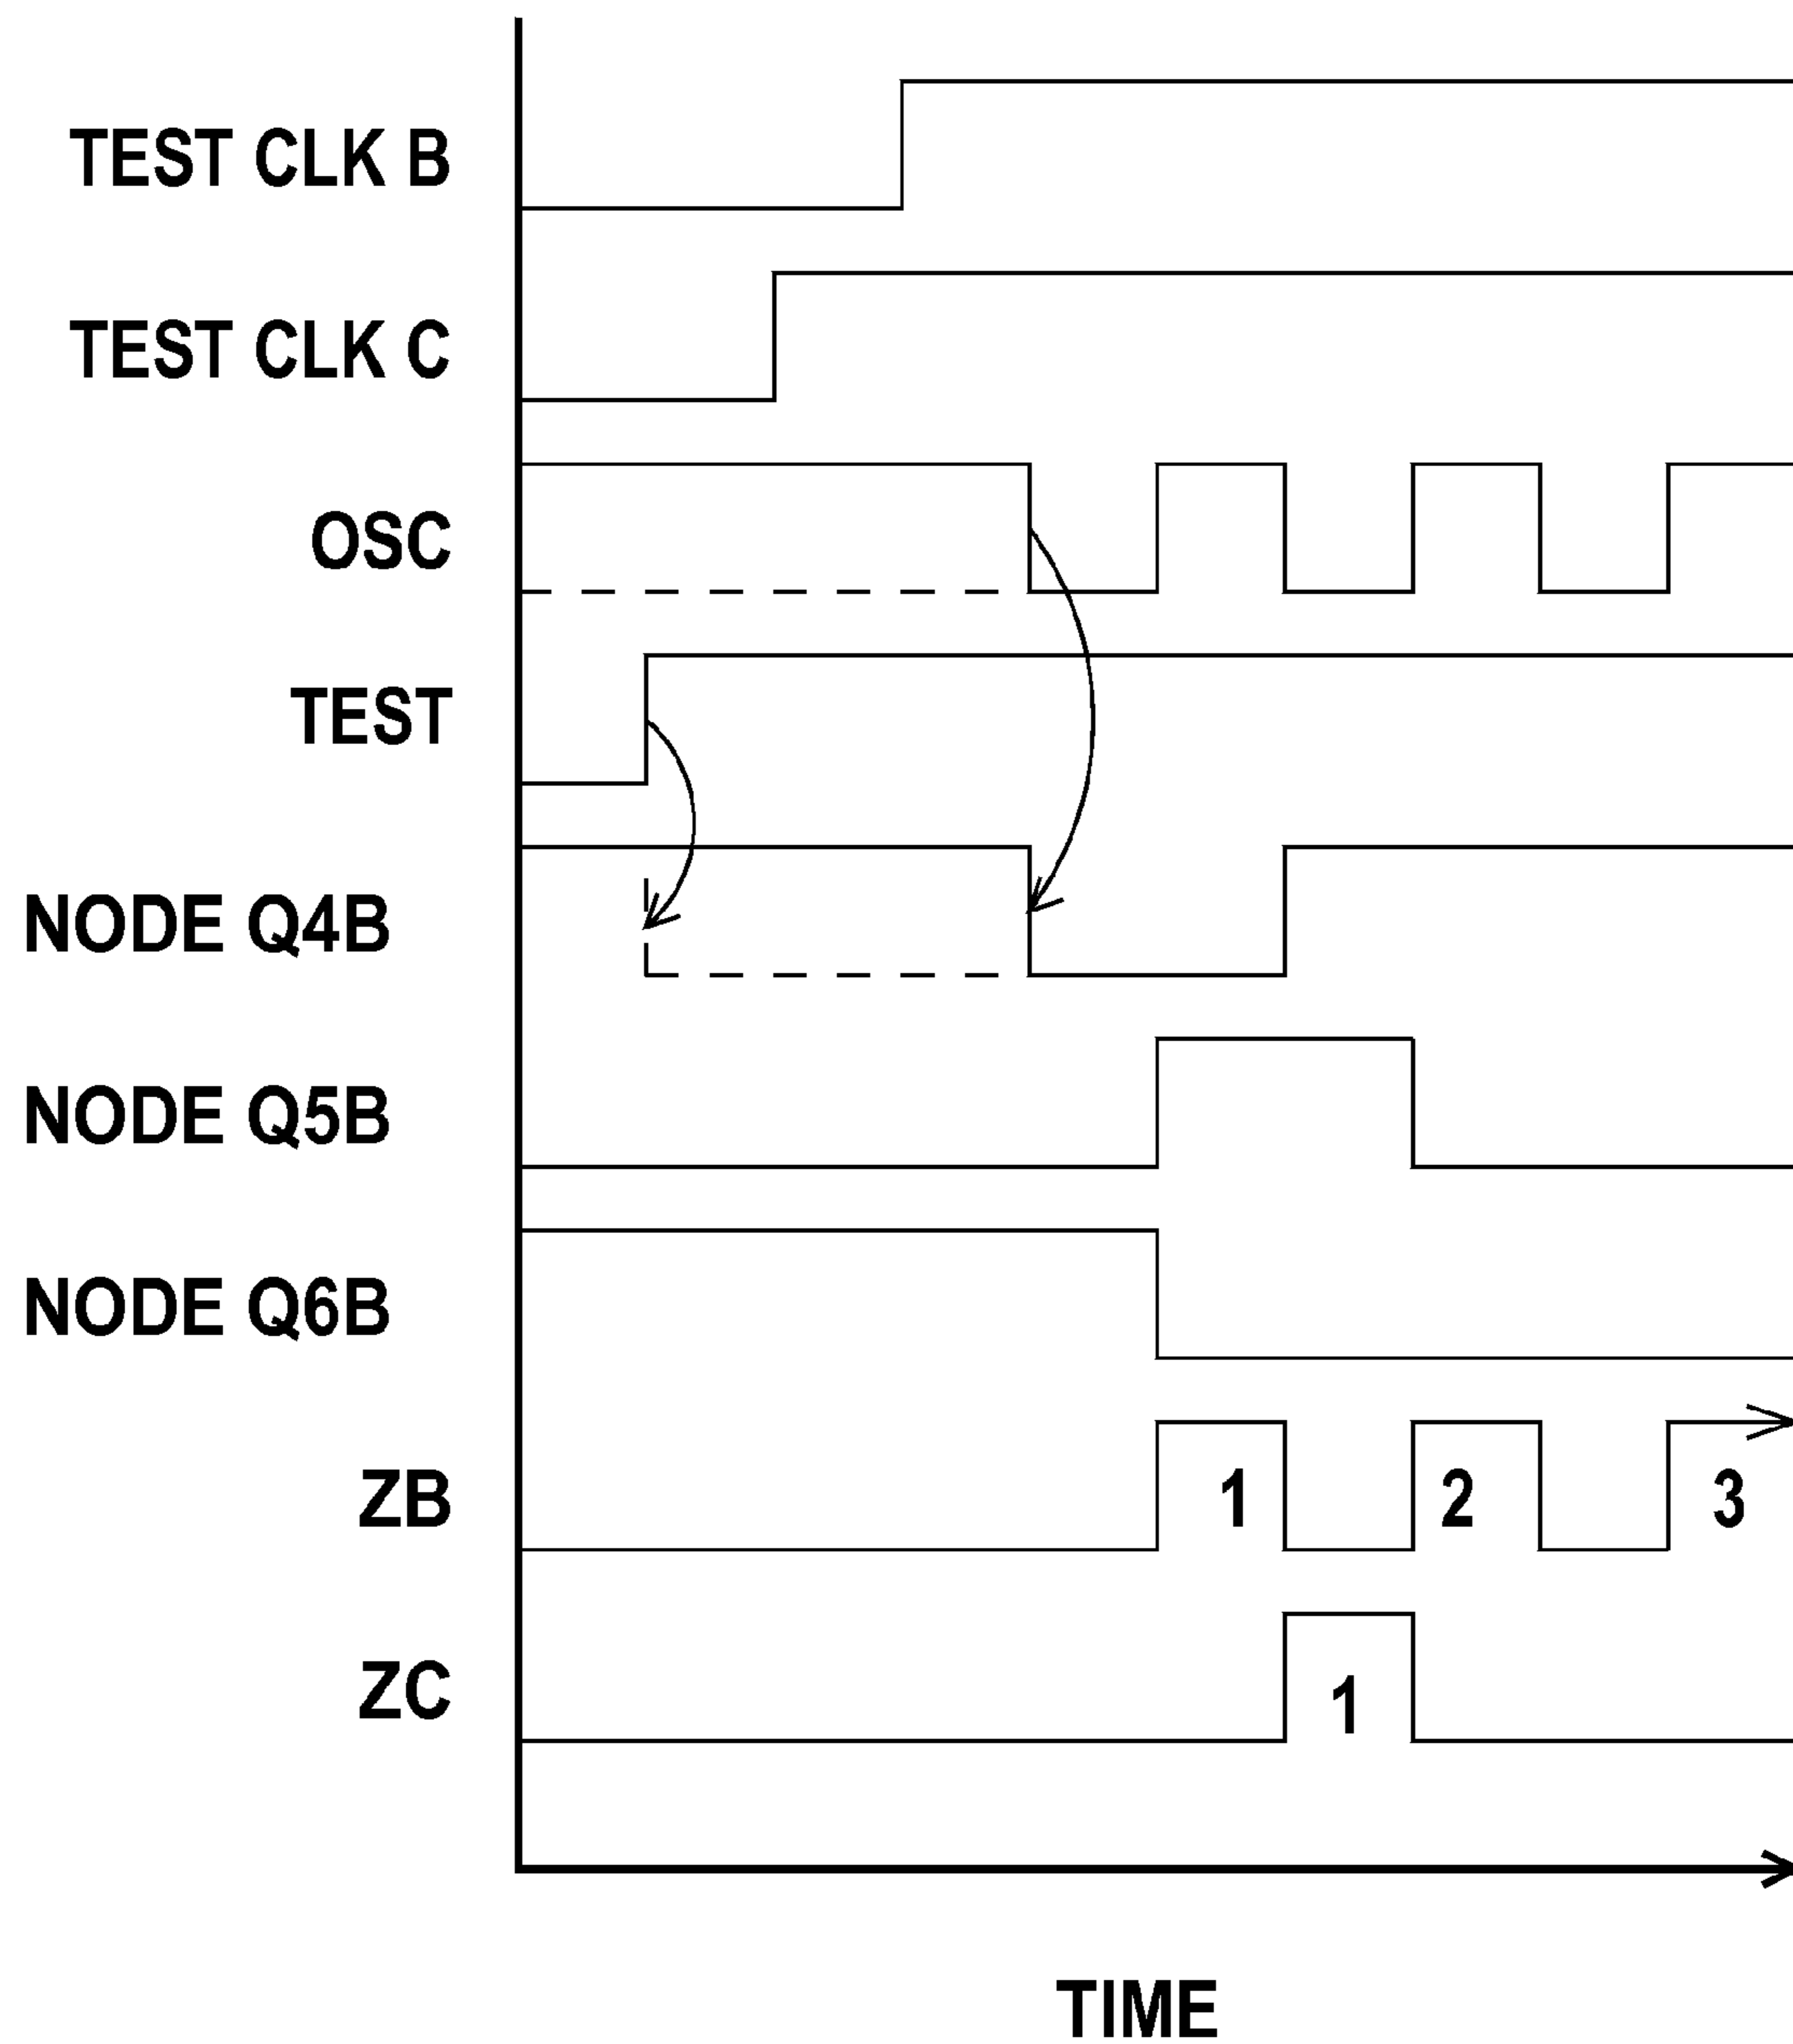 TEST CLK B
TEST CLK C
OSC
TEST
NODE Q4B
NODE Q5B
NODE Q6B
ZB 1 2 3
ZC 1
TIME